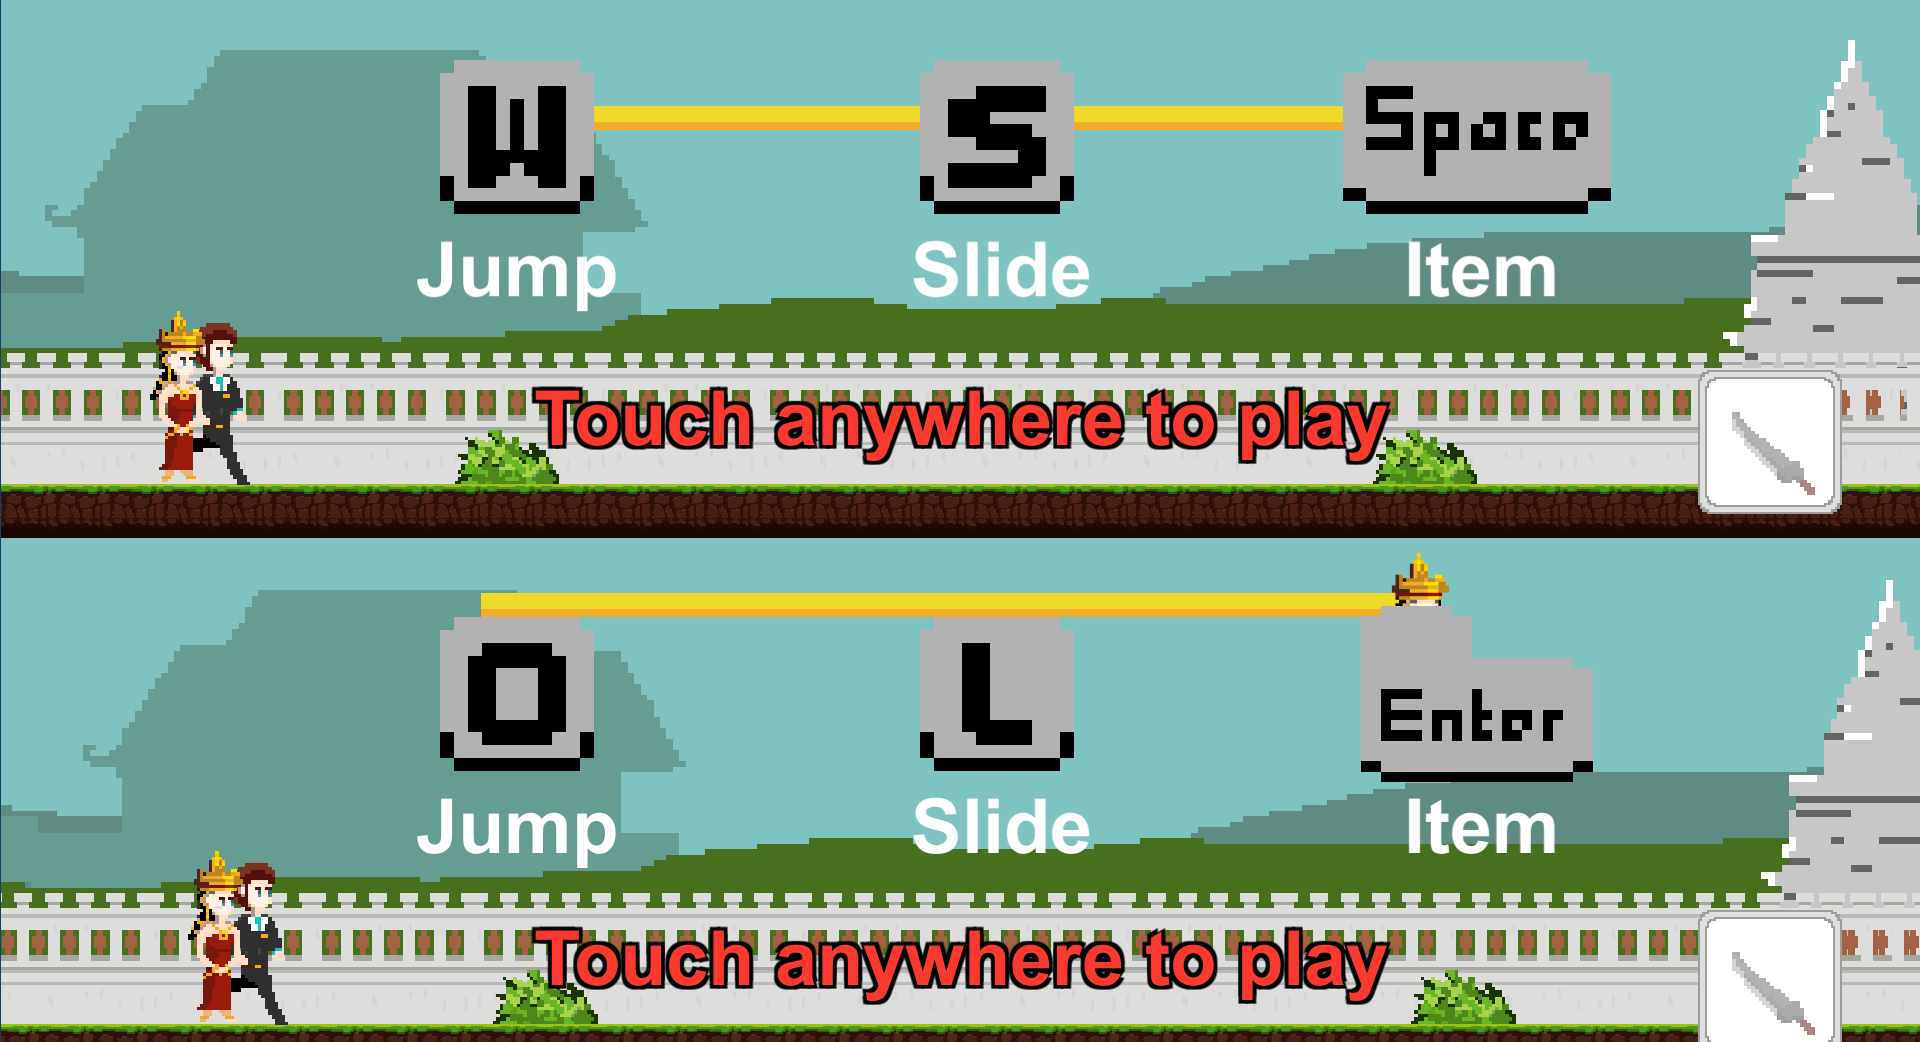 W S Space
Jump Slide Item
Touch anywhere to play
O L Enter
Jump Slide Item
Touch anywhere to play